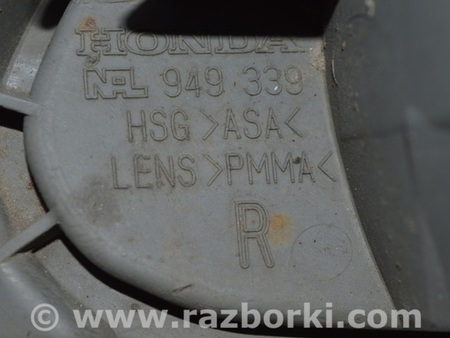 HONDA
NAL 949 339
HSG >ASA<
LENS >PMMA<
R
© www.razborki.com